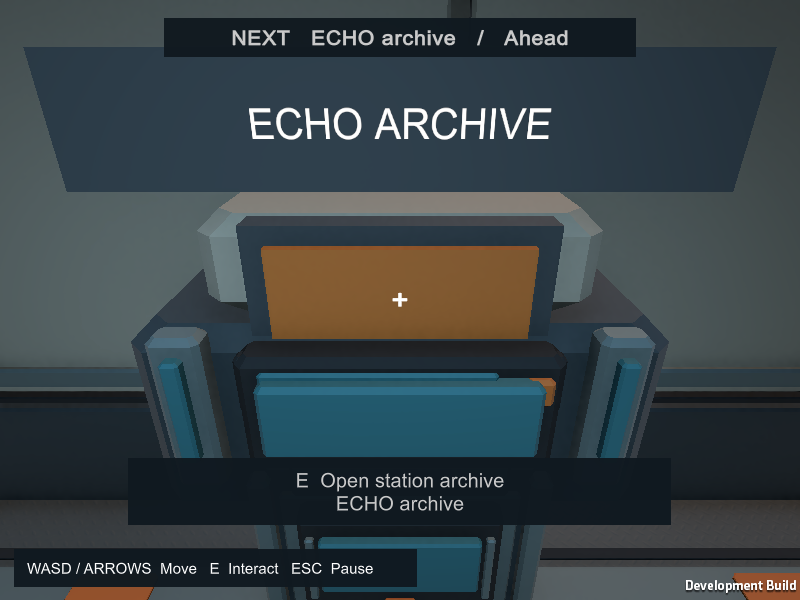 NEXT ECHO archive / Ahead
ECHO ARCHIVE
+
E Open station archive
ECHO archive
WASD / ARROWS Move E Interact ESC Pause
Development Build